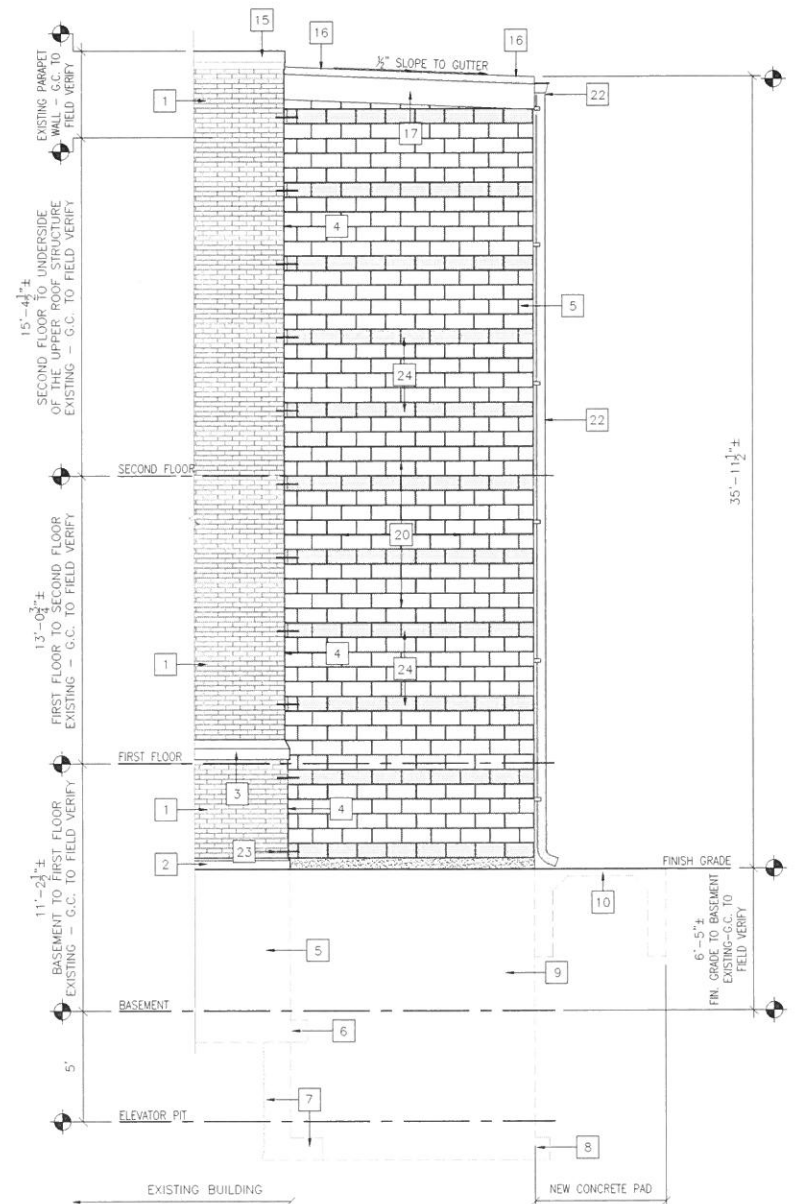 15
16
½" SLOPE TO GUTTER
16
EXISTING PARAPET
WALL - G.C. TO
FIELD VERIFY
1
17
22
15'-4½"±
SECOND FLOOR TO UNDERSIDE
OF THE UPPER ROOF STRUCTURE
EXISTING - G.C. TO FIELD VERIFY
4
5
24
22
35'-11½"±
SECOND FLOOR
20
13'-0¾"±
FIRST FLOOR TO SECOND FLOOR
EXISTING - G.C. TO FIELD VERIFY
1
4
24
FIRST FLOOR
3
11'-2½"±
BASEMENT TO FIRST FLOOR
EXISTING - G.C. TO FIELD VERIFY
1
4
23
2
FINISH GRADE
10
6'-5"±
FIN. GRADE TO BASEMENT
EXISTING-G.C. TO
FIELD VERIFY
5
9
BASEMENT
6
5'
7
ELEVATOR PIT
8
EXISTING BUILDING
NEW CONCRETE PAD